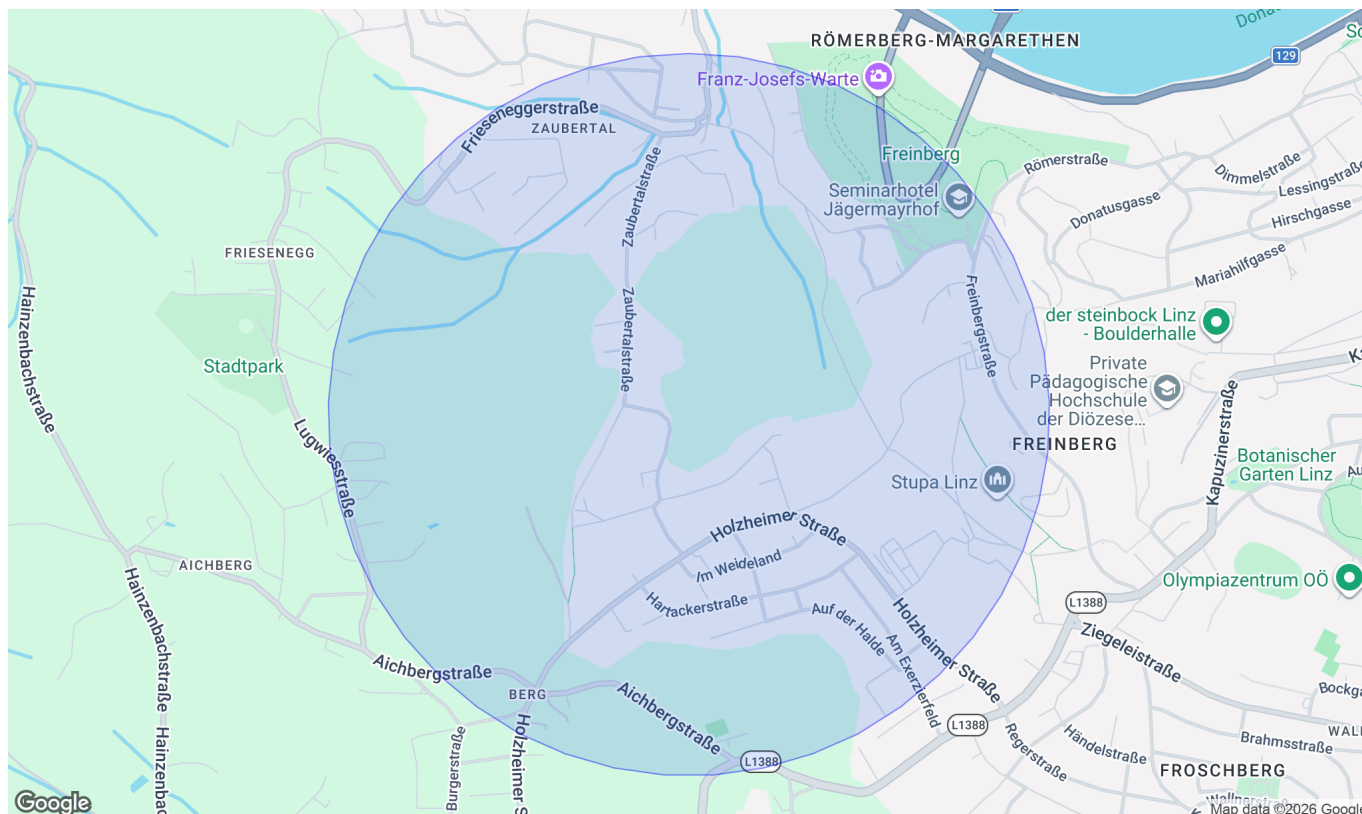 Donau
RÖMERBERG-MARGARETHEN
129
Franz-Josefs-Warte
Frieseneggerstraße
ZAUBERTAL
Freinberg
Römerstraße
Dimmelstraße
Lessingstraße
Seminarhotel
Jägermayrhof
Donatusgasse
Hirschgasse
Zaubertalstraße
FRIESENEGG
Mariahilfgasse
Hainzenbachstraße
Freinbergstraße
Zaubertalstraße
der steinbock Linz
- Boulderhalle
Stadtpark
Private
Pädagogische
Hochschule
der Diözese…
Kapuzinerstraße
Lugwiesstraße
FREINBERG
Botanischer
Garten Linz
Stupa Linz
Holzheimer Straße
Im Weideland
AICHBERG
Olympiazentrum OÖ
Hainzenbachstraße
Hartackerstraße
Auf der Halde
Holzheimer Straße
L1388
Ziegeleistraße
Am Exerzierfeld
Aichbergstraße
BERG
Aichbergstraße
Bockga
L1388
Holzheimer S
Burgerstraße
Hainzenbac
Regerstraße
Händelstraße
Brahmsstraße
WALI
L1388
FROSCHBERG
Google
Map data ©2026 Google